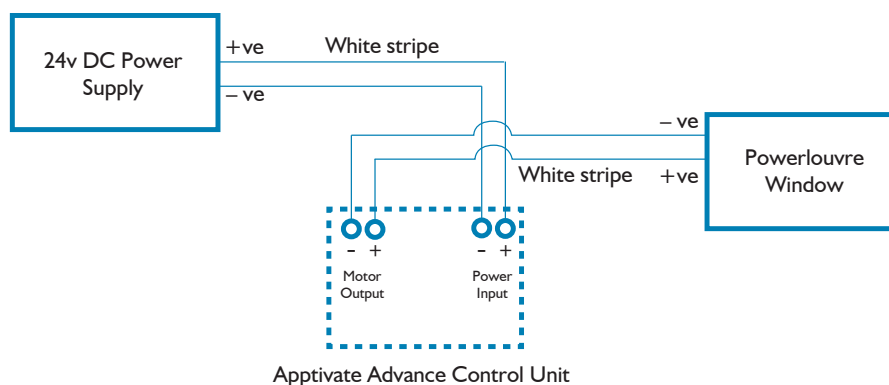 24v DC Power
Supply
+ve
White stripe
– ve
– ve
Powerlouvre
Window
White stripe
+ve
- +
- +
Motor
Output
Power
Input
Apptivate Advance Control Unit